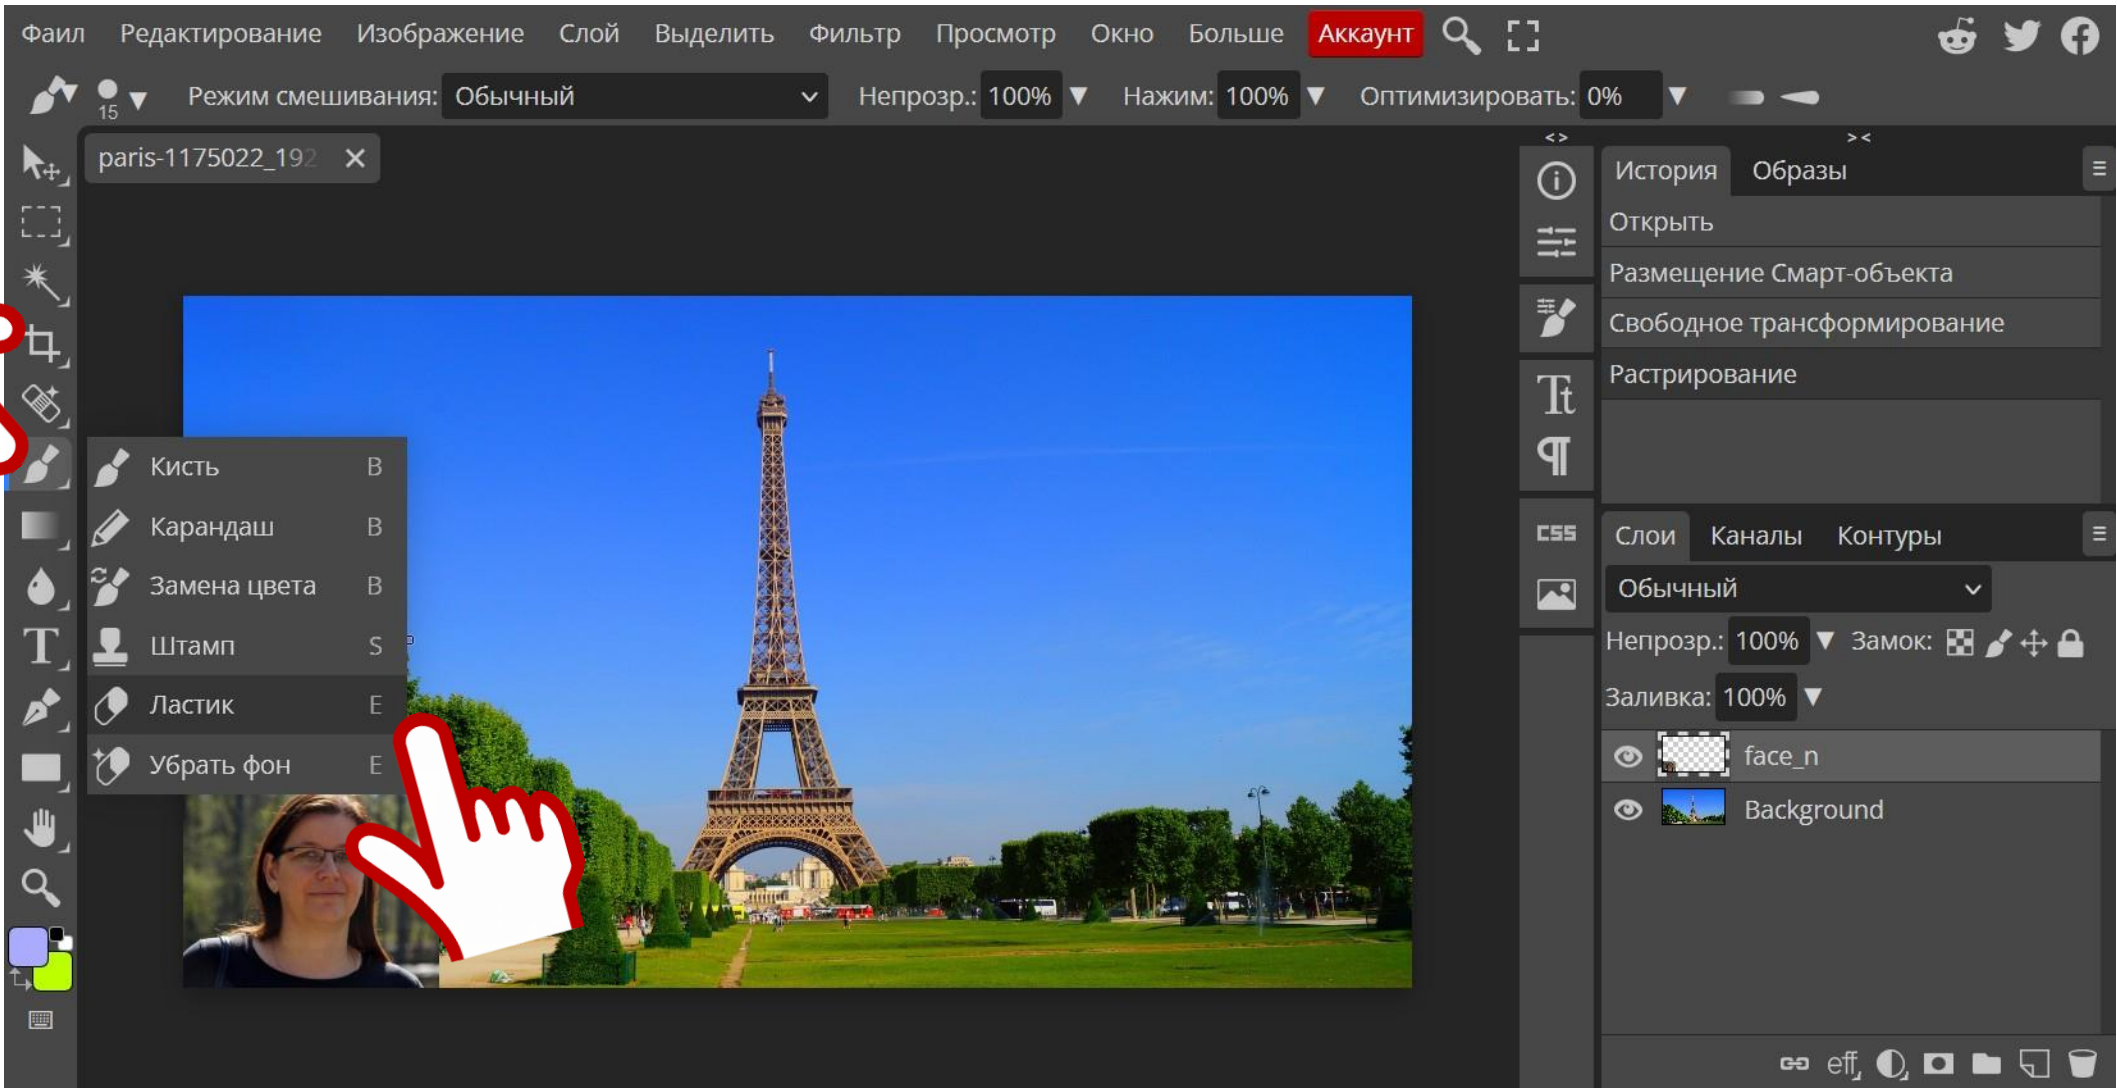 Фаил Редактирование Изображение Слой Выделить Фильтр Просмотр Окно Больше Аккаунт
15 Режим смешивания: Обычный Непрозр.: 100% Нажим: 100% Оптимизировать: 0%
paris-1175022_192
История Образы
Открыть
Размещение Смарт-объекта
Свободное трансформирование
Растрирование
Кисть B
Карандаш B
Замена цвета B
Штамп S
Ластик E
Убрать фон E
CSS
Слои Каналы Контуры
Обычный
Непрозр.: 100% Замок:
Заливка: 100%
face_n
Background
eff